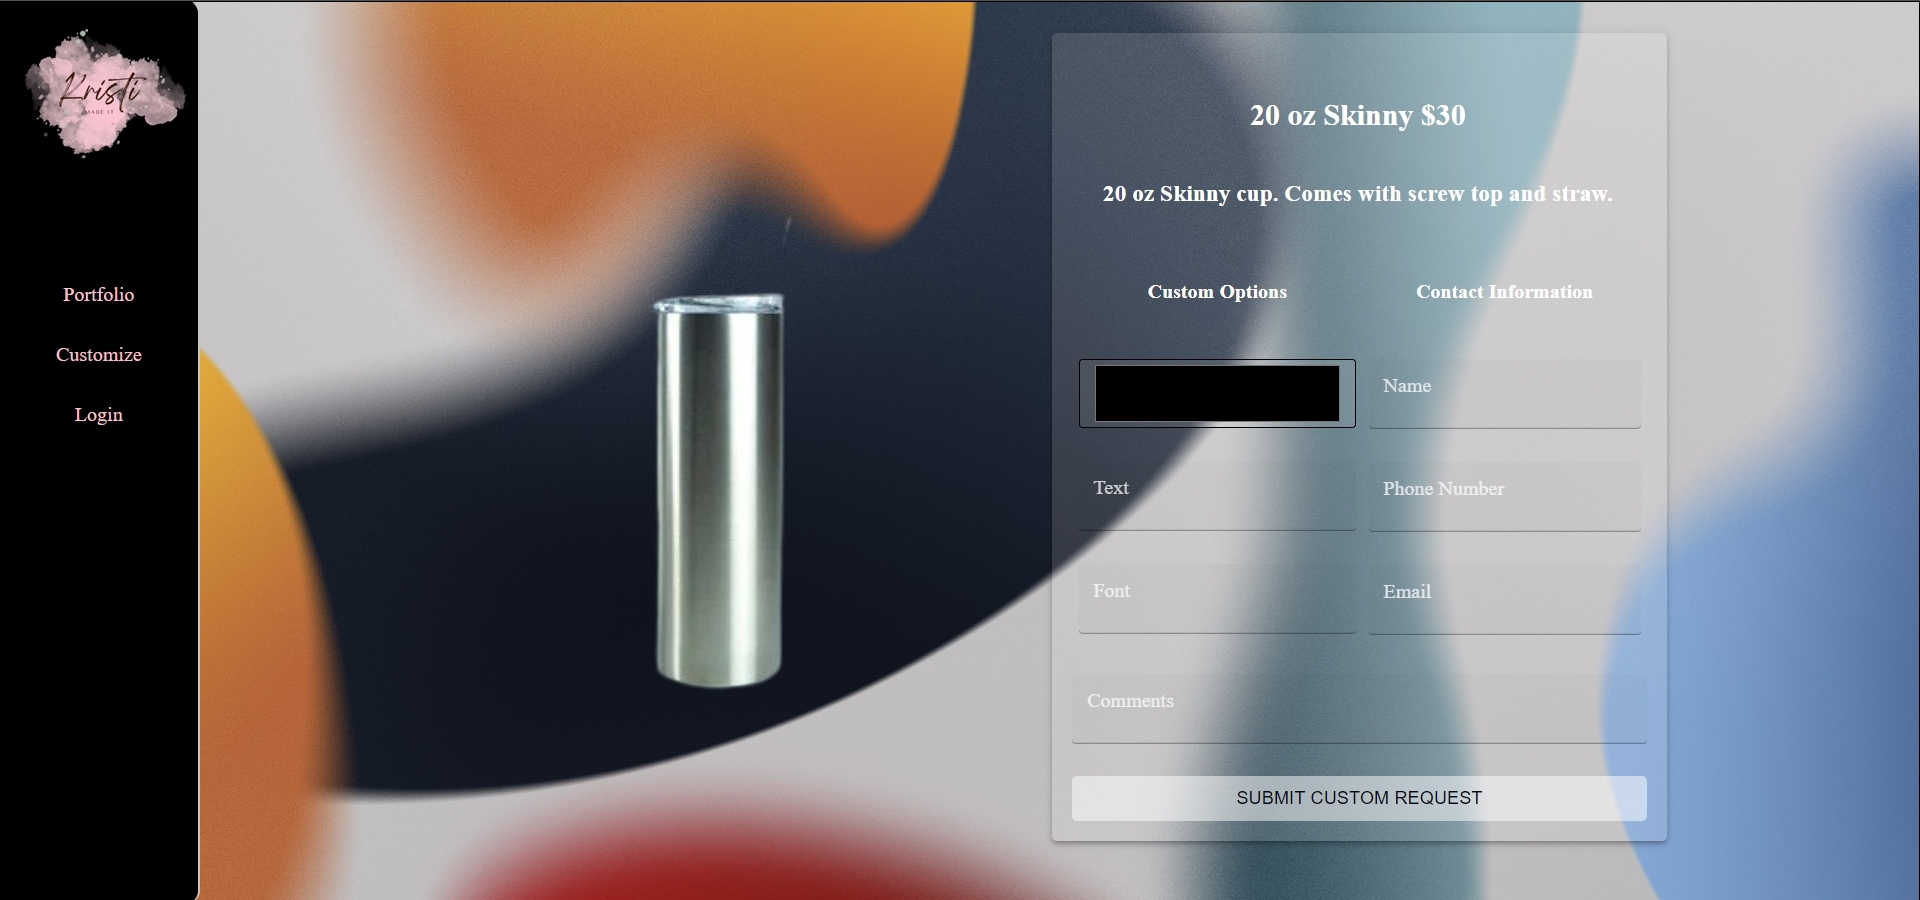 Kristi
MADE IT
Portfolio
Customize
Login
20 oz Skinny $30
20 oz Skinny cup. Comes with screw top and straw.
Custom Options
Contact Information
Name
Text
Phone Number
Font
Email
Comments
SUBMIT CUSTOM REQUEST